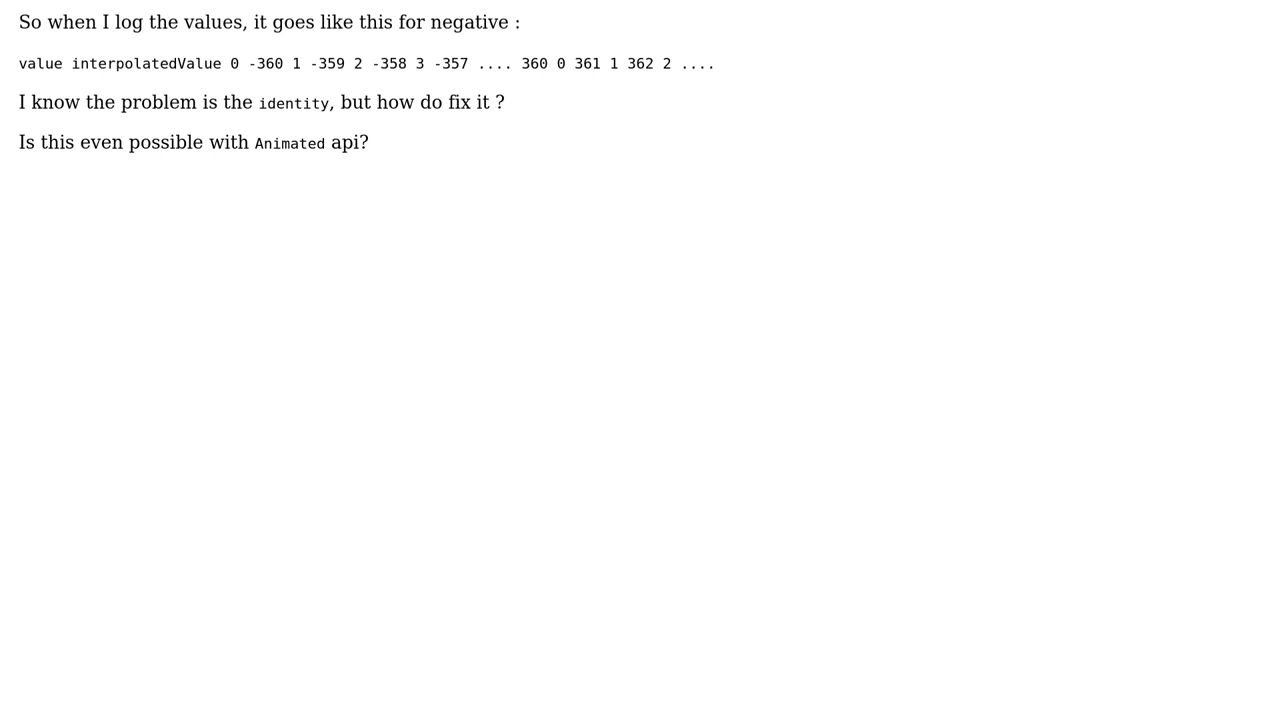 So when I log the values, it goes like this for negative :
value interpolatedValue 0 -360 1 -359 2 -358 3 -357 .... 360 0 361 1 362 2 ....
I know the problem is the identity, but how do fix it ?
Is this even possible with Animated api?